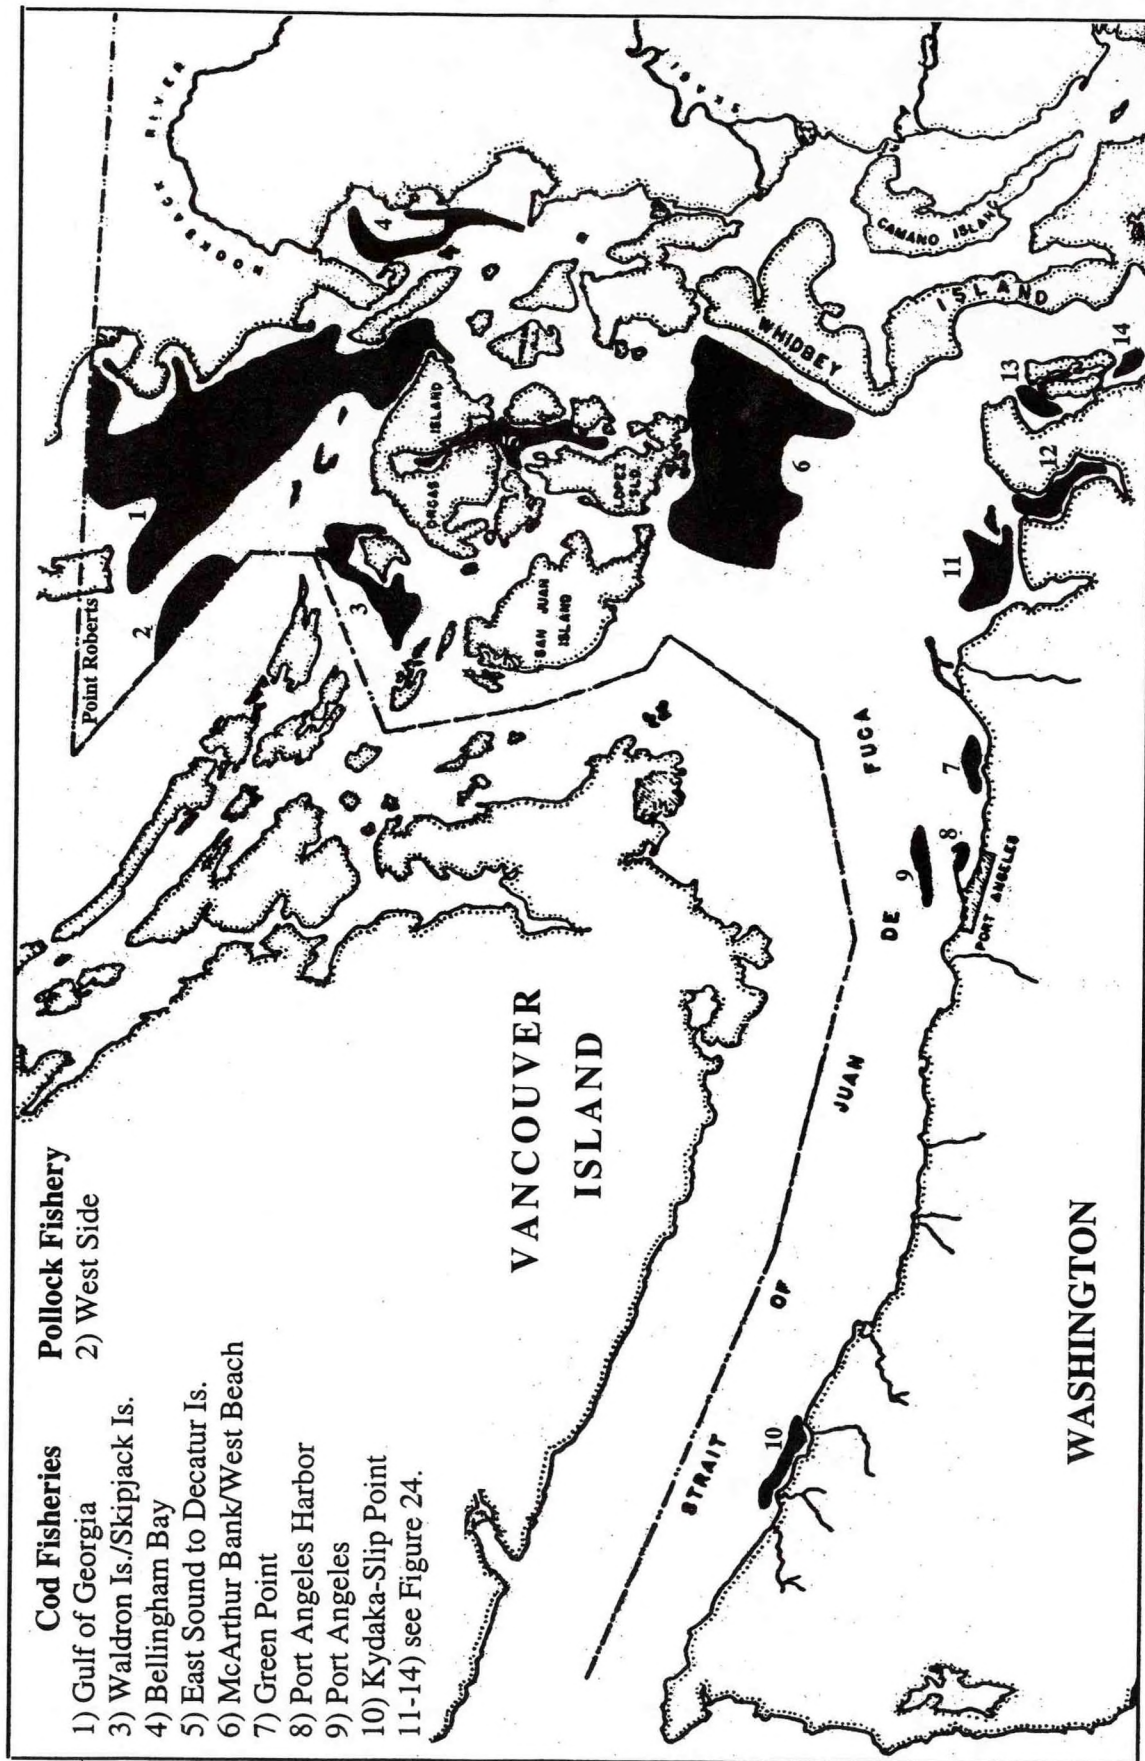 Cod Fisheries
1) Gulf of Georgia
3) Waldron Is./Skipjack Is.
4) Bellingham Bay
5) East Sound to Decatur Is.
6) McArthur Bank/West Beach
7) Green Point
8) Port Angeles Harbor
9) Port Angeles
10) Kydaka-Slip Point
11-14) see Figure 24.
Pollock Fishery
2) West Side
Point Roberts
NOOKSACK RIVER
SKAGIT
1
2
3
4
ORCAS ISLAND
SAN JUAN
ISLAND
LOPEZ
ISLD.
VANCOUVER
ISLAND
6
WHIDBEY ISLAND
CAMANO ISLAND
STRAIT OF JUAN DE FUCA
7
8
9
10
11
12
13
14
PORT ANGELES
WASHINGTON